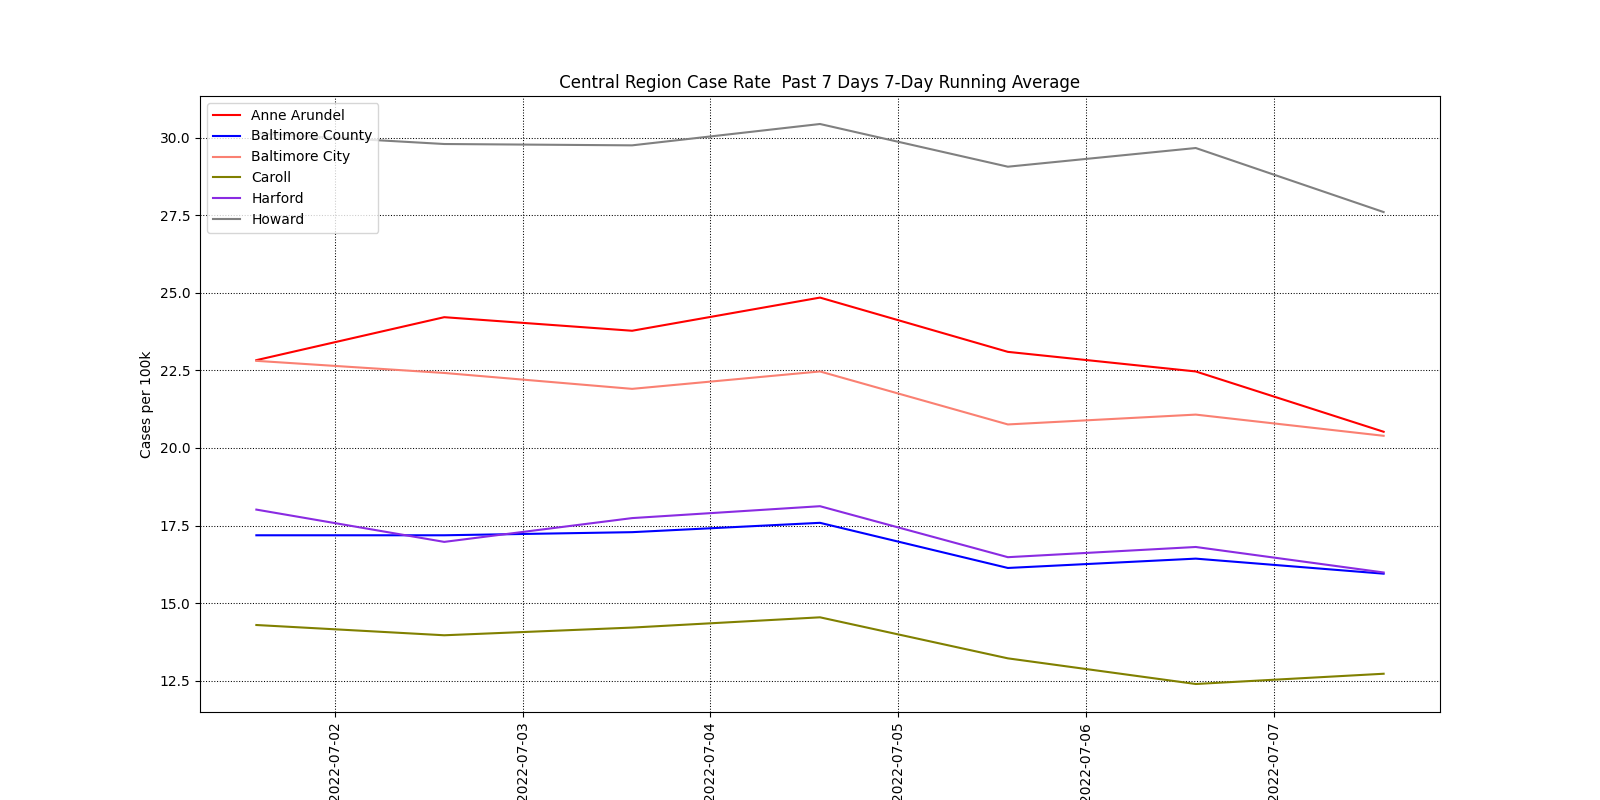 Central Region Case Rate  Past 7 Days 7-Day Running Average
Anne Arundel
Baltimore County
Baltimore City
Caroll
Harford
Howard
30.0
27.5
25.0
22.5
20.0
17.5
15.0
12.5
Cases per 100k
2022-07-02
2022-07-03
2022-07-04
2022-07-05
2022-07-06
2022-07-07